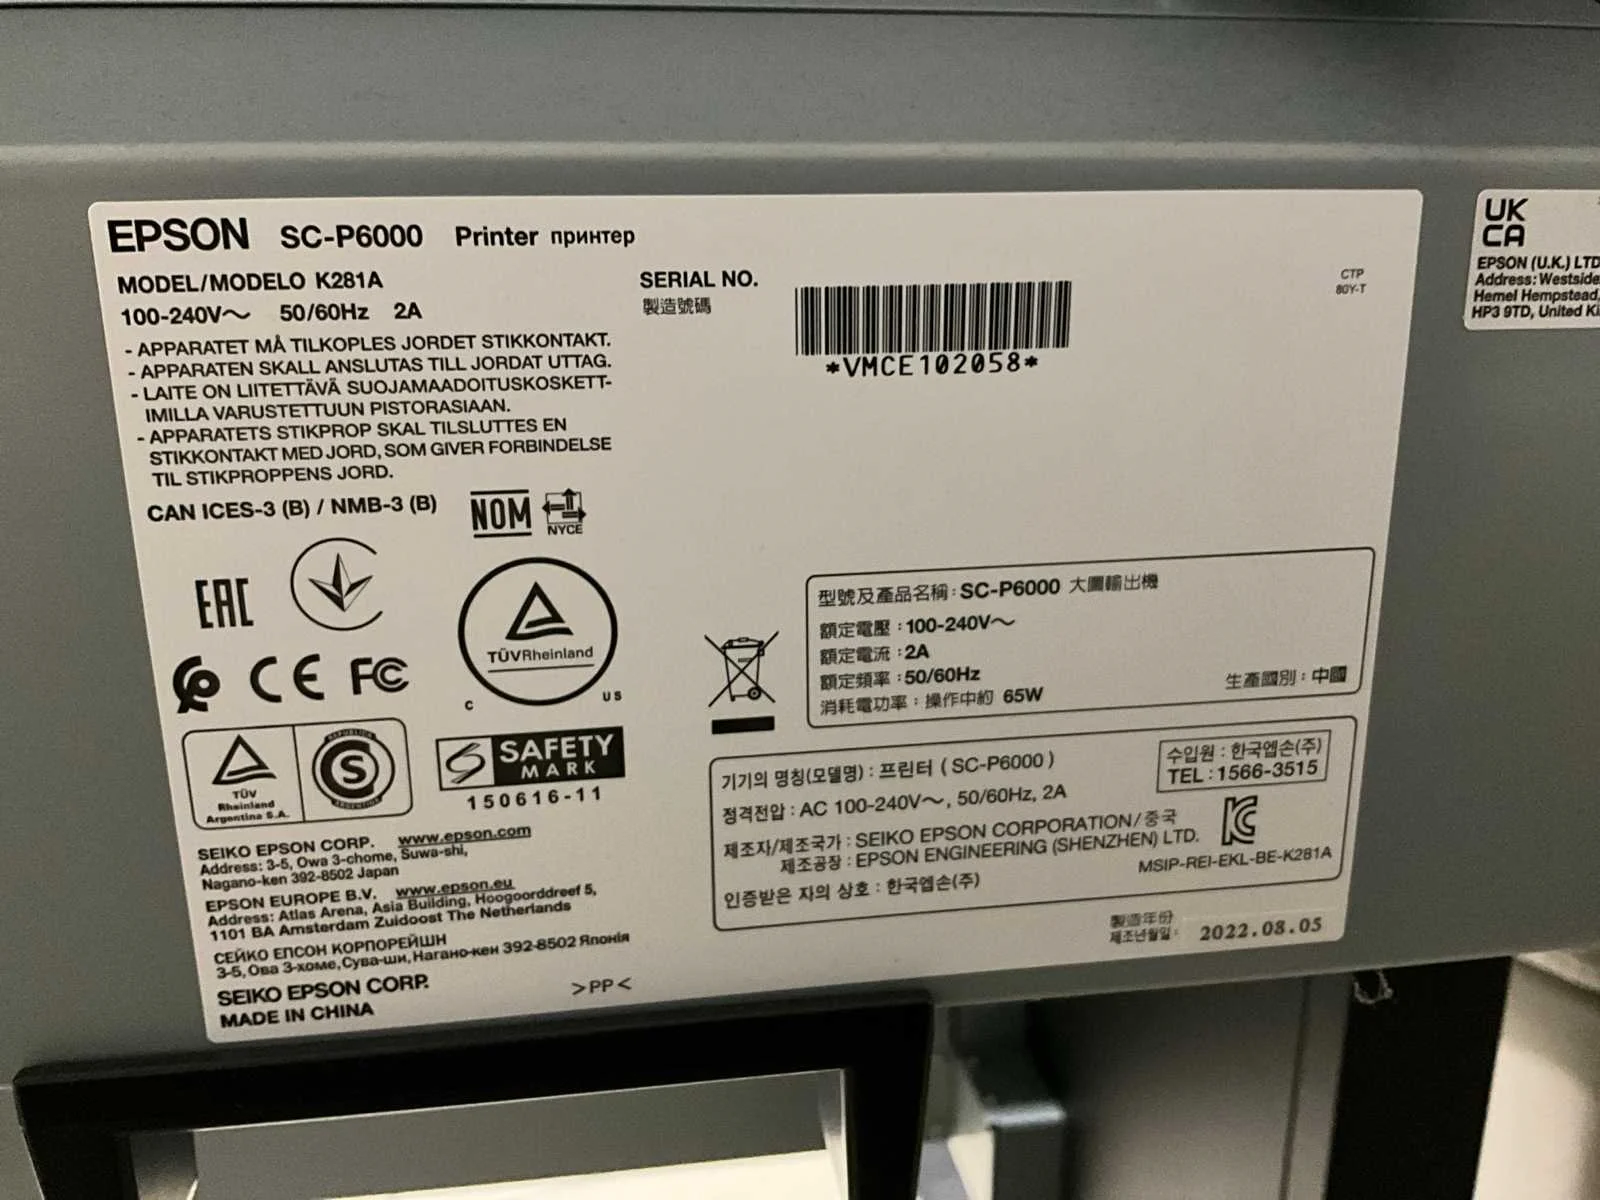 EPSON SC-P6000 Printer принтер
MODEL/MODELO K281A
100-240V～ 50/60Hz 2A
- APPARATET MÅ TILKOPLES JORDET STIKKONTAKT.
- APPARATEN SKALL ANSLUTAS TILL JORDAT UTTAG.
- LAITE ON LIITETTÄVÄ SUOJAMAADOITUSKOSKETT-
IMILLA VARUSTETTUUN PISTORASIAAN.
- APPARATETS STIKPROP SKAL TILSLUTTES EN
STIKKONTAKT MED JORD, SOM GIVER FORBINDELSE
TIL STIKPROPPENS JORD.
CAN ICES-3 (B) / NMB-3 (B)
NOM
NYCE
EAC
CE FC
TÜVRheinland
C US
TÜV
Rheinland
Argentina S.A.
REPUBLICA
S
ARGENTINA
SAFETY
MARK
150616-11
SEIKO EPSON CORP. www.epson.com
Address: 3-5, Owa 3-chome, Suwa-shi,
Nagano-ken 392-8502 Japan
EPSON EUROPE B.V. www.epson.eu
Address: Atlas Arena, Asia Building, Hoogoorddreef 5,
1101 BA Amsterdam Zuidoost The Netherlands
СЕЙКО ЕПСОН КОРПОРЕЙШН
3-5, Ова 3-хоме, Сува-ши, Нагано-кен 392-8502 Японія
SEIKO EPSON CORP.
MADE IN CHINA
>PP<
SERIAL NO.
製造號碼
*VMCE102058*
CTP
80Y-T
型號及產品名稱：SC-P6000 大圖輸出機
額定電壓：100-240V～
額定電流：2A
額定頻率：50/60Hz
消耗電功率：操作中約 65W
生產國別：中國
기기의 명칭(모델명) : 프린터 ( SC-P6000 )
정격전압 : AC 100-240V～, 50/60Hz, 2A
제조자/제조국가 : SEIKO EPSON CORPORATION/중국
제조공장 : EPSON ENGINEERING (SHENZHEN) LTD.
인증받은 자의 상호 : 한국엡손(주)
수입원 : 한국엡손(주)
TEL : 1566-3515
MSIP-REI-EKL-BE-K281A
製造年份
제조년월일 : 2022.08.05
UK
CA
EPSON (U.K.) LTD
Address: Westside
Hemel Hempstead,
HP3 9TD, United Ki